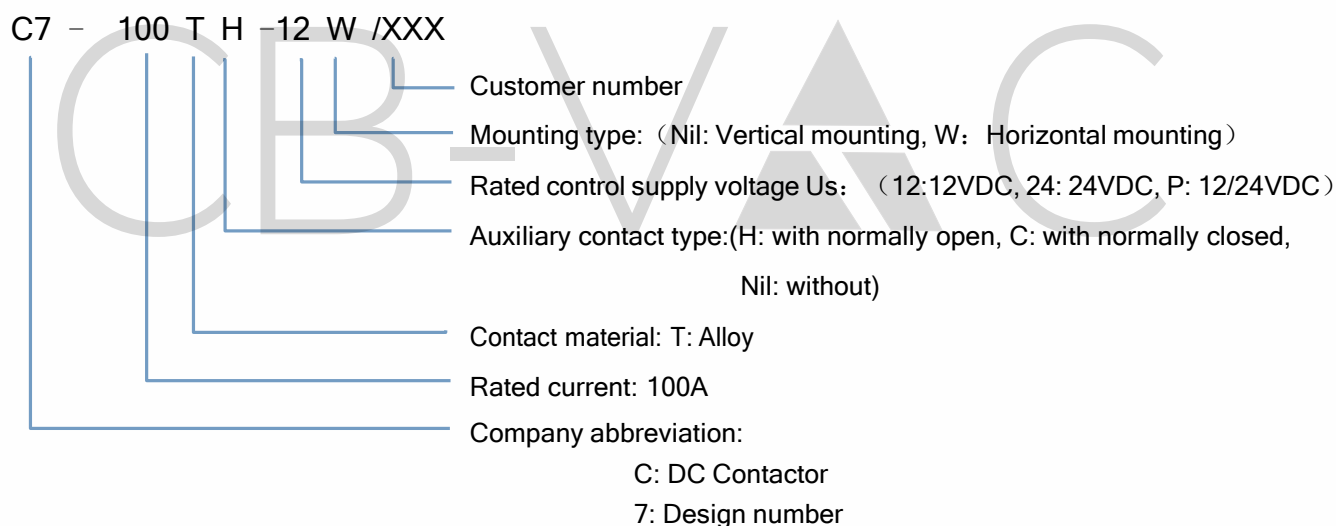 C7 - 100 T H -12 W /XXX
CB-VAC
Customer number
Mounting type:（Nil: Vertical mounting, W：Horizontal mounting）
Rated control supply voltage Us：（12:12VDC, 24: 24VDC, P: 12/24VDC）
Auxiliary contact type:(H: with normally open, C: with normally closed,
Nil: without)
Contact material: T: Alloy
Rated current: 100A
Company abbreviation:
C: DC Contactor
7: Design number